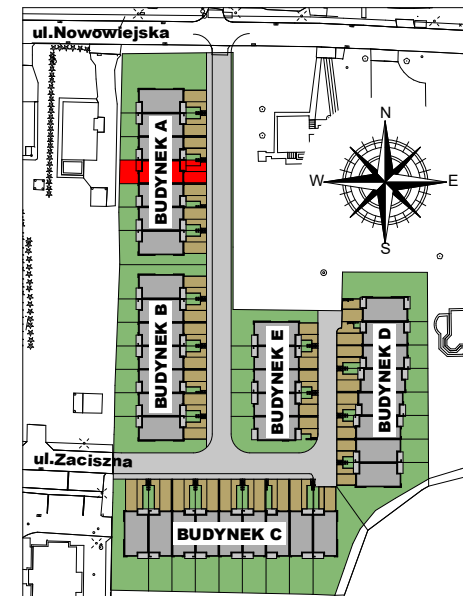 ul.Nowowiejska
BUDYNEK A
N
W
E
S
BUDYNEK B
BUDYNEK E
BUDYNEK D
ul.Zaciszna
BUDYNEK C